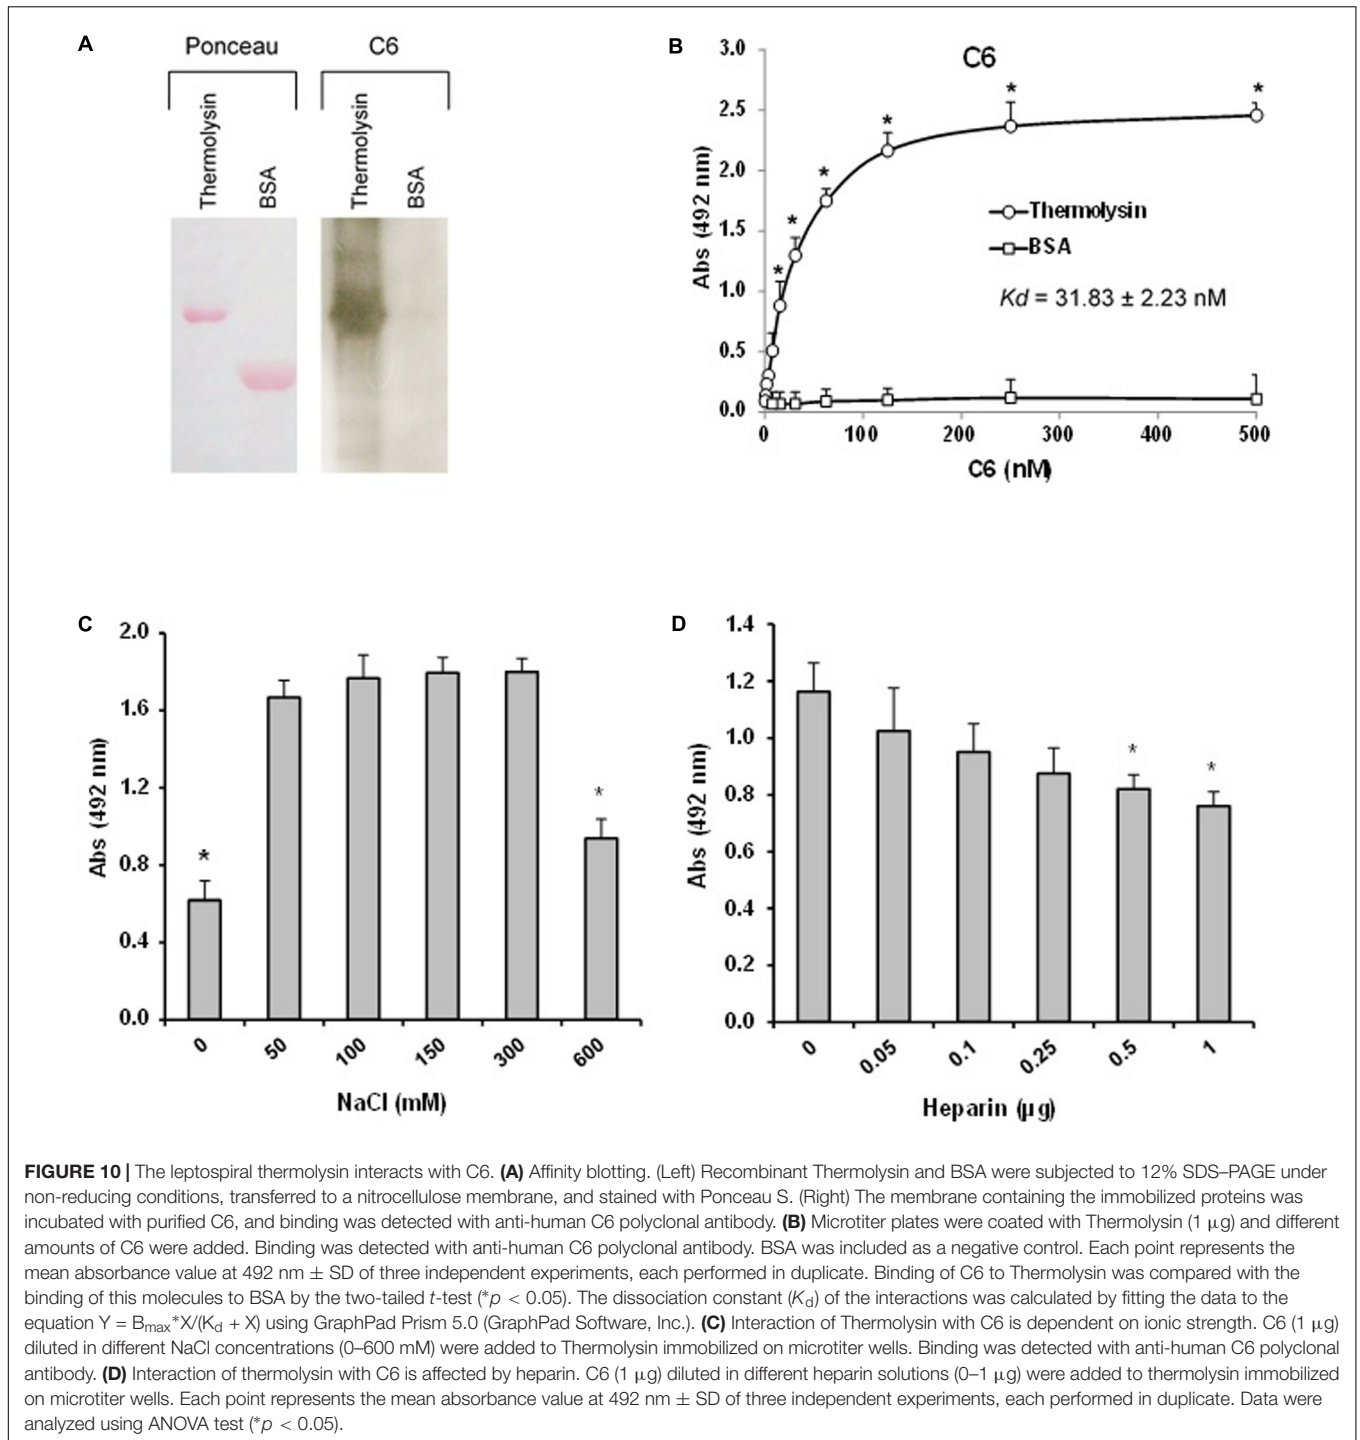 A
Ponceau
C6
Thermolysin
BSA
Thermolysin
BSA
B
C6
3.0
2.5
2.0
1.5
1.0
0.5
0.0
Abs (492 nm)
* * * * * *
Thermolysin
BSA
Kd = 31.83 ± 2.23 nM
0 100 200 300 400 500
C6 (nM)
C
2.0
1.6
1.2
0.8
0.4
0.0
Abs (492 nm)
* *
0 50 100 150 300 600
NaCl (mM)
D
1.4
1.2
1.0
0.8
0.6
0.4
0.2
0.0
Abs (492 nm)
* *
0 0.05 0.1 0.25 0.5 1
Heparin (µg)
FIGURE 10 | The leptospiral thermolysin interacts with C6. (A) Affinity blotting. (Left) Recombinant Thermolysin and BSA were subjected to 12% SDS–PAGE under
non-reducing conditions, transferred to a nitrocellulose membrane, and stained with Ponceau S. (Right) The membrane containing the immobilized proteins was
incubated with purified C6, and binding was detected with anti-human C6 polyclonal antibody. (B) Microtiter plates were coated with Thermolysin (1 µg) and different
amounts of C6 were added. Binding was detected with anti-human C6 polyclonal antibody. BSA was included as a negative control. Each point represents the
mean absorbance value at 492 nm ± SD of three independent experiments, each performed in duplicate. Binding of C6 to Thermolysin was compared with the
binding of this molecules to BSA by the two-tailed t-test (*p < 0.05). The dissociation constant (Kd) of the interactions was calculated by fitting the data to the
equation Y = Bmax*X/(Kd + X) using GraphPad Prism 5.0 (GraphPad Software, Inc.). (C) Interaction of Thermolysin with C6 is dependent on ionic strength. C6 (1 µg)
diluted in different NaCl concentrations (0–600 mM) were added to Thermolysin immobilized on microtiter wells. Binding was detected with anti-human C6 polyclonal
antibody. (D) Interaction of thermolysin with C6 is affected by heparin. C6 (1 µg) diluted in different heparin solutions (0–1 µg) were added to thermolysin immobilized
on microtiter wells. Each point represents the mean absorbance value at 492 nm ± SD of three independent experiments, each performed in duplicate. Data were
analyzed using ANOVA test (*p < 0.05).